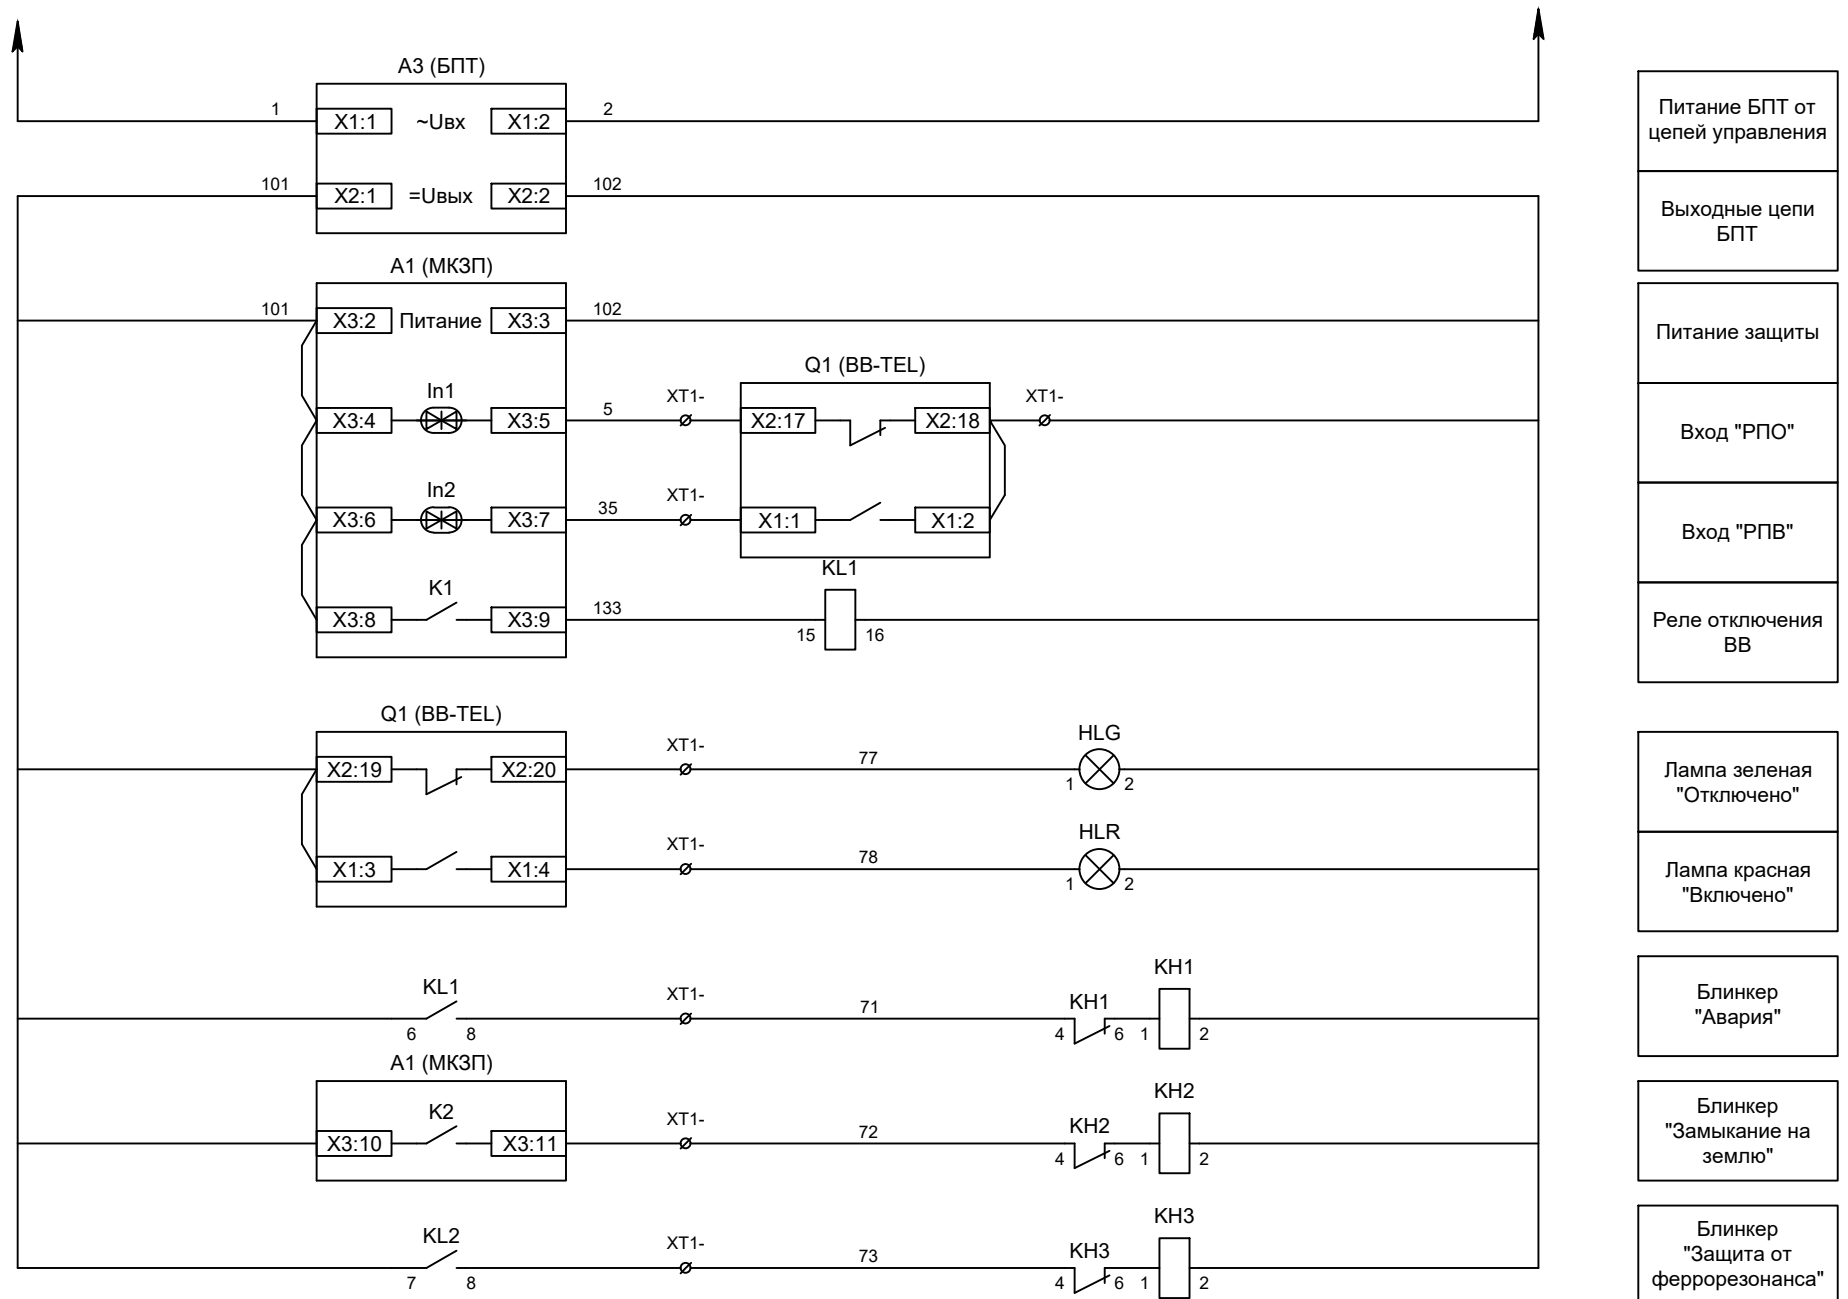 А3 (БПТ)
1
X1:1
~Uвх
X1:2
2
Питание БПТ от
цепей управления
101
X2:1
=Uвых
X2:2
102
Выходные цепи
БПТ
А1 (МКЗП)
101
X3:2
Питание
X3:3
102
Питание защиты
Q1 (BB-TEL)
In1
X3:4
X3:5
5
XT1-
X2:17
X2:18
XT1-
Вход "РПО"
In2
X3:6
X3:7
35
XT1-
X1:1
X1:2
Вход "РПВ"
KL1
K1
X3:8
X3:9
133
15
16
Реле отключения
ВВ
Q1 (BB-TEL)
X2:19
X2:20
XT1-
77
HLG
1
2
Лампа зеленая
"Отключено"
X1:3
X1:4
XT1-
78
HLR
1
2
Лампа красная
"Включено"
KL1
6
8
XT1-
71
KH1
4
6
KH1
1
2
Блинкер
"Авария"
А1 (МКЗП)
K2
X3:10
X3:11
XT1-
72
KH2
4
6
KH2
1
2
Блинкер
"Замыкание на
землю"
KL2
7
8
XT1-
73
KH3
4
6
KH3
1
2
Блинкер
"Защита от
феррорезонанса"